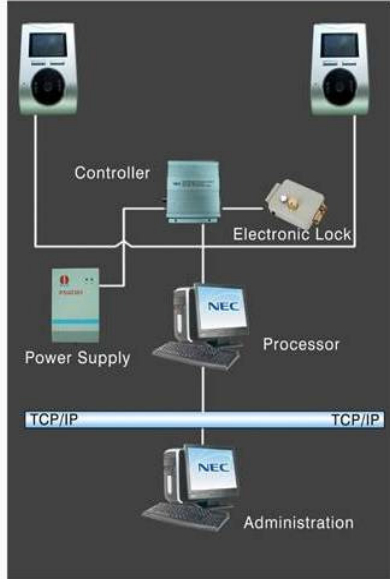 Controller
Electronic Lock
Power Supply
NEC
Processor
TCP/IP TCP/IP
NEC
Administration